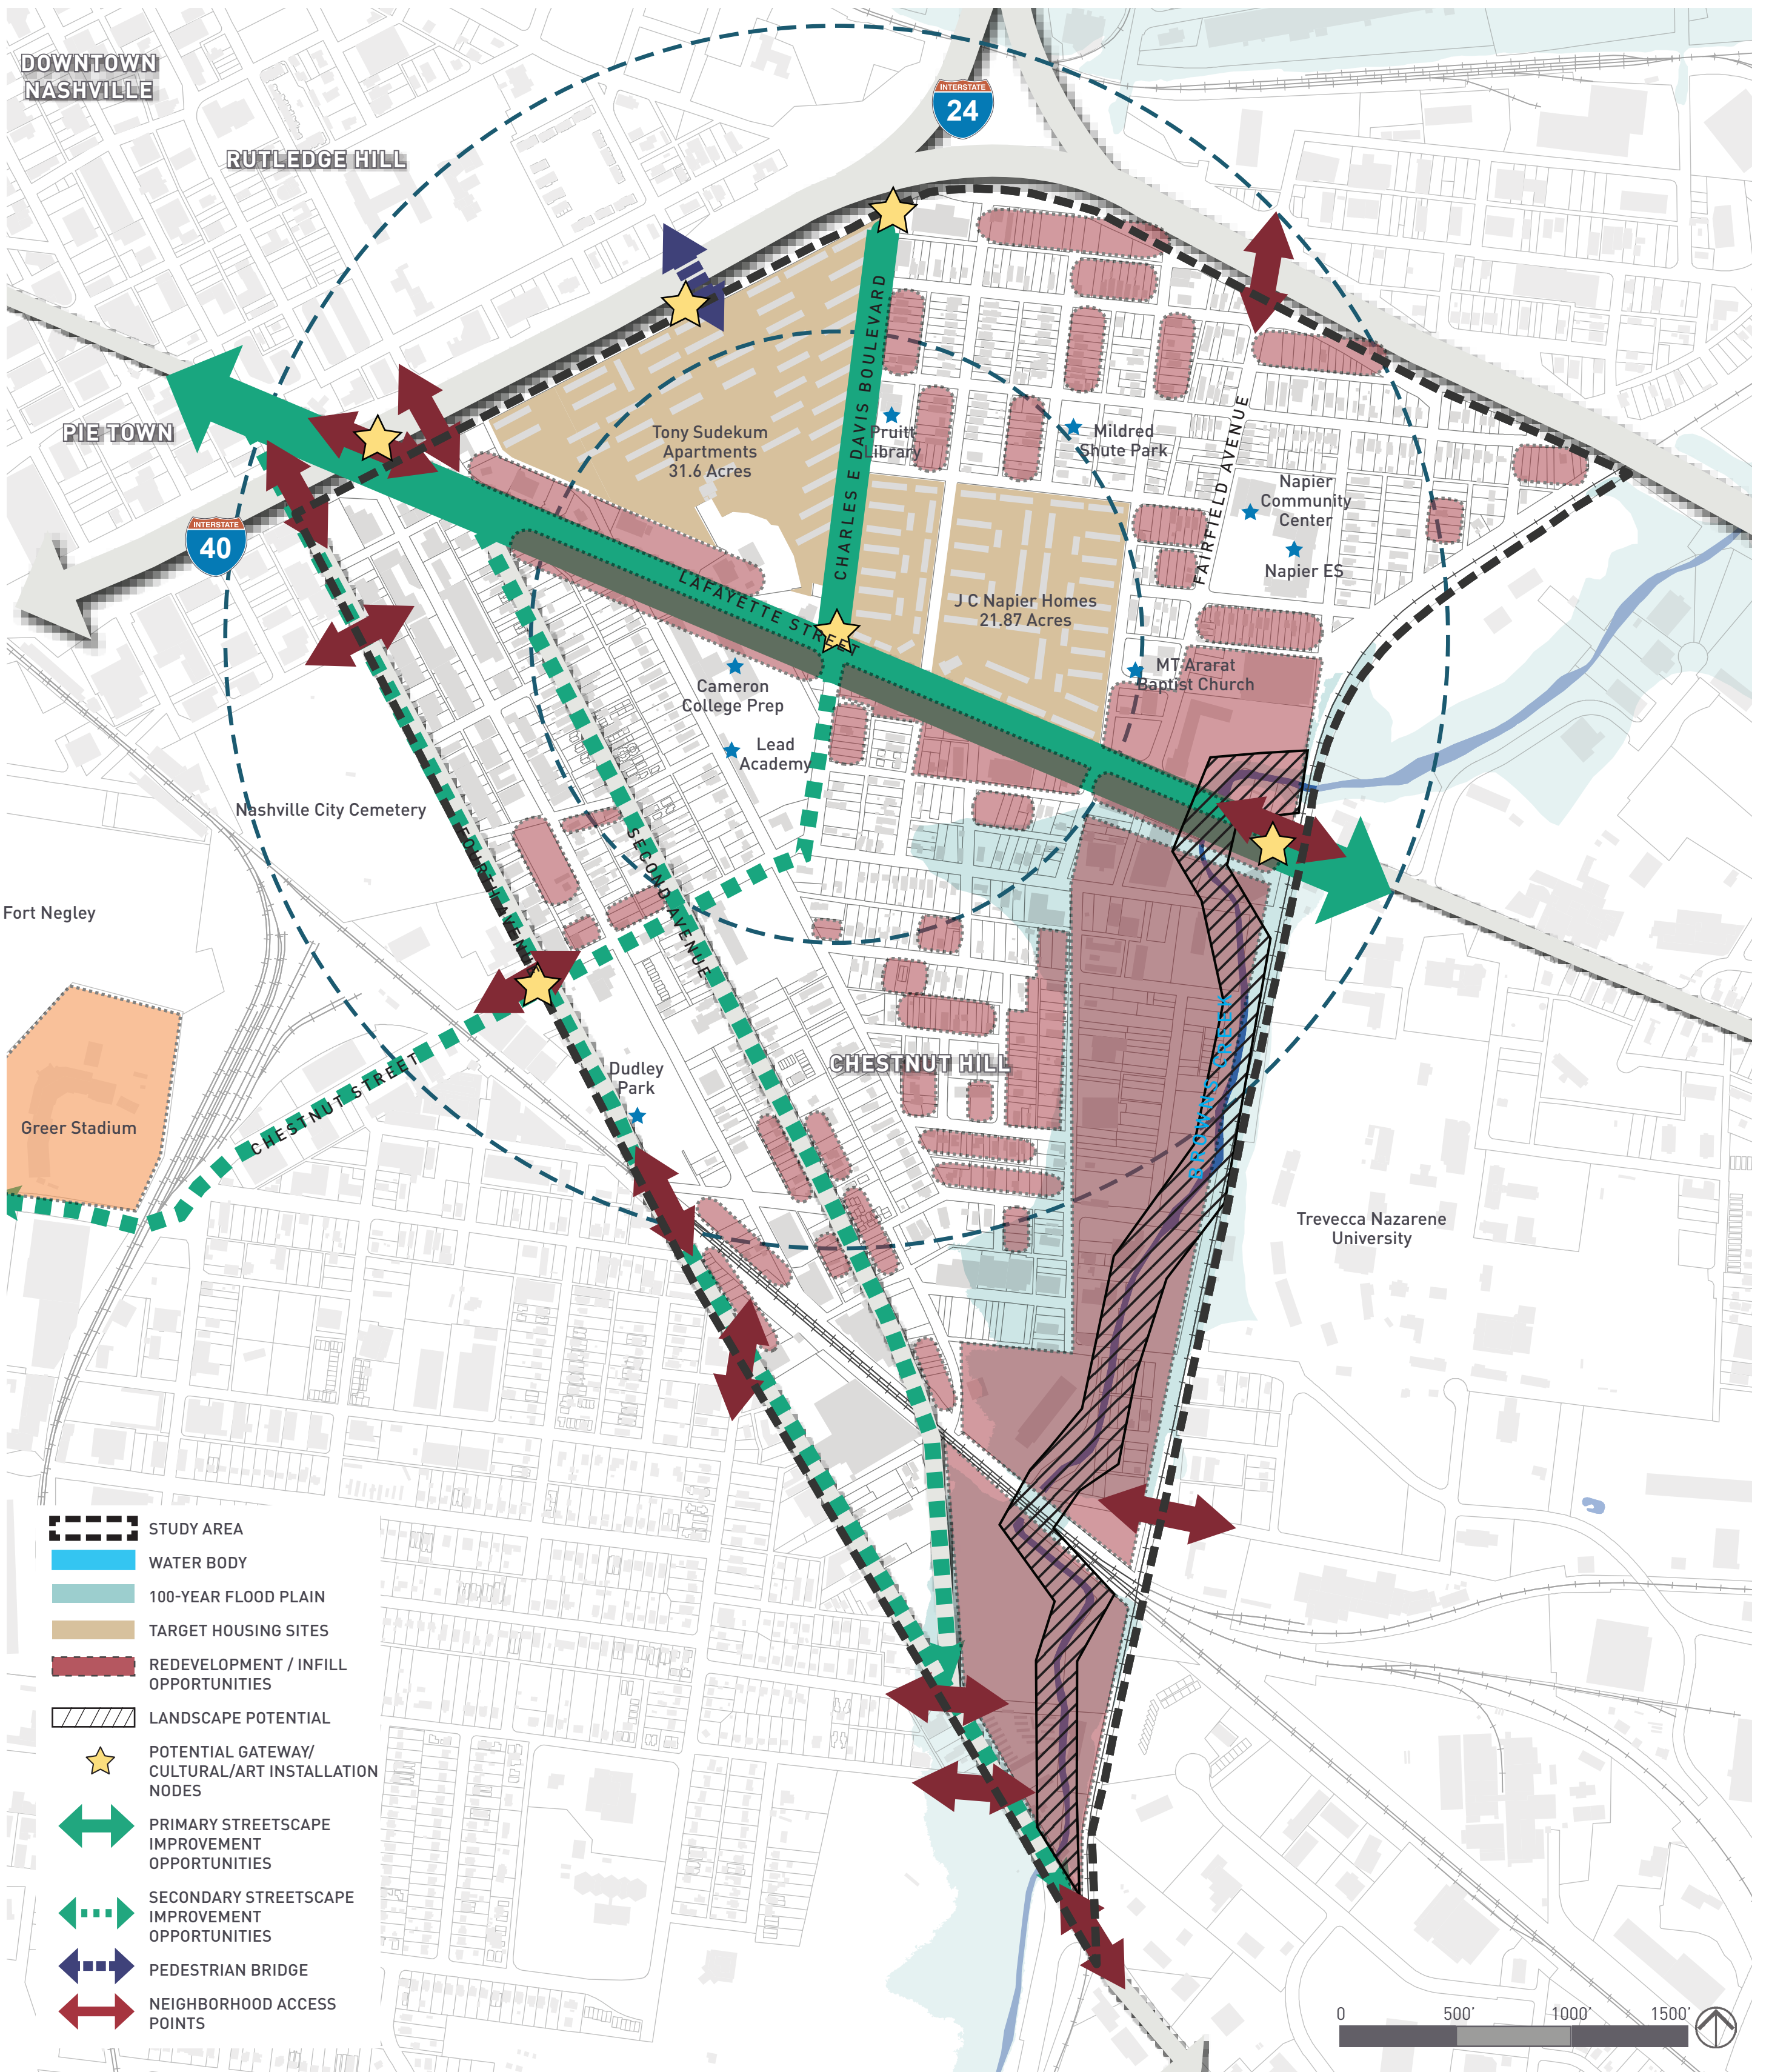 DOWNTOWN
NASHVILLE
RUTLEDGE HILL
INTERSTATE
24
PIE TOWN
INTERSTATE
40
Tony Sudekum
Apartments
31.6 Acres
CHARLES E DAVIS BOULEVARD
Pruitt
Library
Mildred
Shute Park
FAIRFIELD AVENUE
Napier
Community
Center
Napier ES
LAFAYETTE STREET
J C Napier Homes
21.87 Acres
MT Ararat
Baptist Church
Cameron
College Prep
Lead
Academy
Nashville City Cemetery
FOURTH AVENUE
SECOND AVENUE
Fort Negley
Greer Stadium
CHESTNUT STREET
Dudley
Park
CHESTNUT HILL
BROWNS CREEK
Trevecca Nazarene
University
STUDY AREA
WATER BODY
100-YEAR FLOOD PLAIN
TARGET HOUSING SITES
REDEVELOPMENT / INFILL
OPPORTUNITIES
LANDSCAPE POTENTIAL
POTENTIAL GATEWAY/
CULTURAL/ART INSTALLATION
NODES
PRIMARY STREETSCAPE
IMPROVEMENT
OPPORTUNITIES
SECONDARY STREETSCAPE
IMPROVEMENT
OPPORTUNITIES
PEDESTRIAN BRIDGE
NEIGHBORHOOD ACCESS
POINTS
0 500' 1000' 1500'